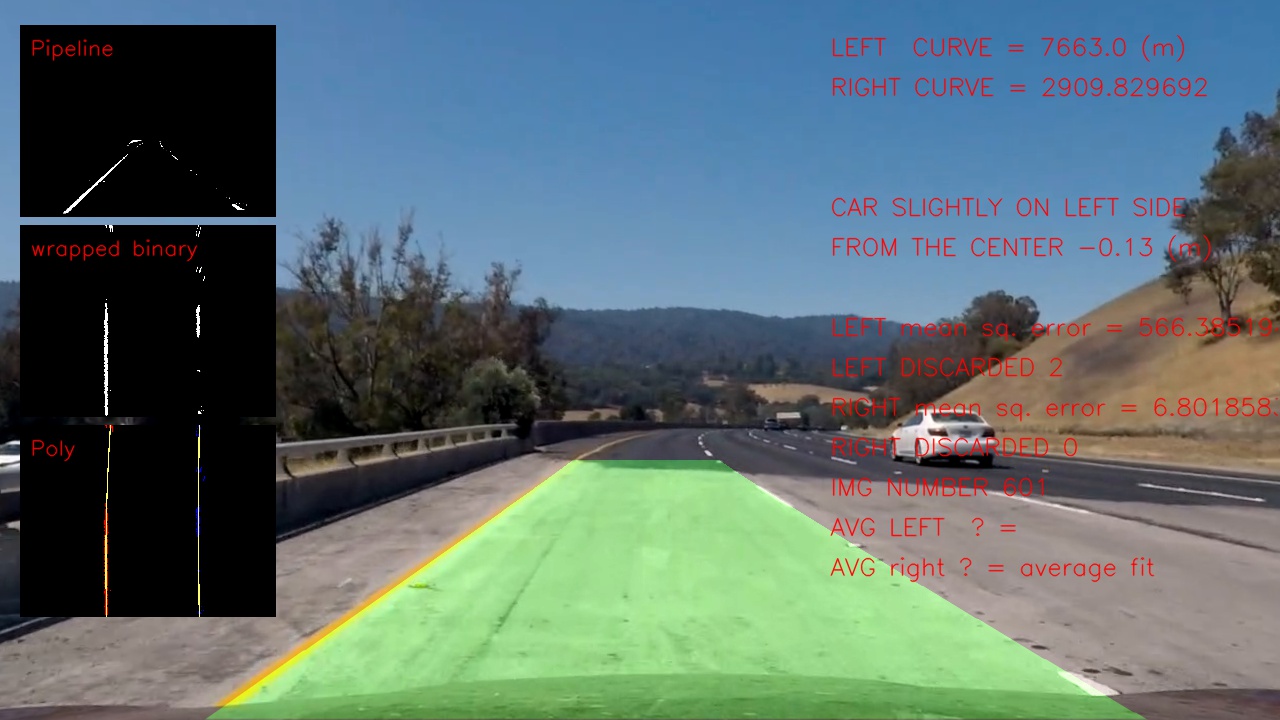 Pipeline
wrapped binary
Poly
LEFT CURVE = 7663.0 (m)
RIGHT CURVE = 2909.829692
CAR SLIGHTLY ON LEFT SIDE
FROM THE CENTER -0.13 (m)
LEFT mean sq. error = 566.38519
LEFT DISCARDED 2
RIGHT mean sq. error = 6.801858
RIGHT DISCARDED 0
IMG NUMBER 601
AVG LEFT ? =
AVG right ? = average fit